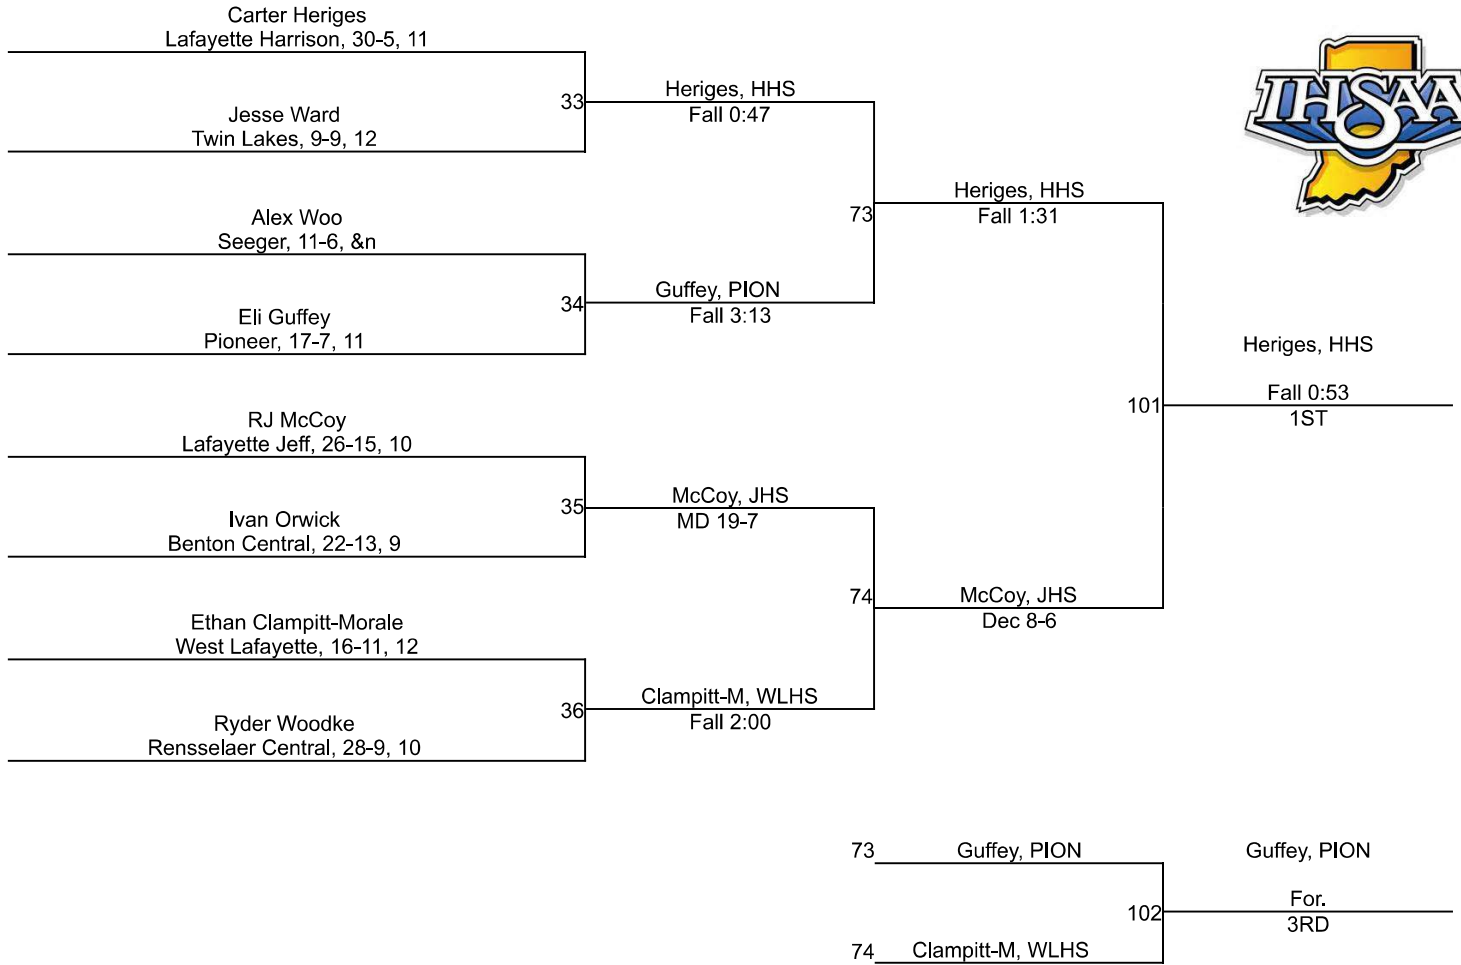 Carter Heriges
Lafayette Harrison, 30-5, 11
Jesse Ward
Twin Lakes, 9-9, 12
Alex Woo
Seeger, 11-6, &n
Eli Guffey
Pioneer, 17-7, 11
RJ McCoy
Lafayette Jeff, 26-15, 10
Ivan Orwick
Benton Central, 22-13, 9
Ethan Clampitt-Morale
West Lafayette, 16-11, 12
Ryder Woodke
Rensselaer Central, 28-9, 10
33
Heriges, HHS
Fall 0:47
34
Guffey, PION
Fall 3:13
35
McCoy, JHS
MD 19-7
36
Clampitt-M, WLHS
Fall 2:00
73
Heriges, HHS
Fall 1:31
74
McCoy, JHS
Dec 8-6
101
Heriges, HHS
Fall 0:53
1ST
73
Guffey, PION
74
Clampitt-M, WLHS
102
Guffey, PION
For.
3RD
IHSAA